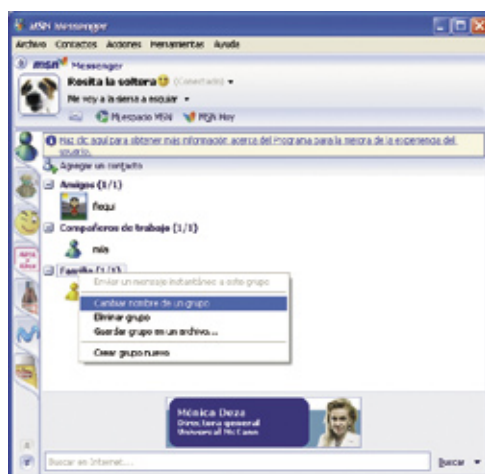 MSN Messenger
Archivo Contactos Acciones Herramientas Ayuda
msn Messenger
Rosita la soltera (Conectado)
Me voy a la sierra a esquiar
Mi espacio MSN MSN Hoy
Haz clic aquí para obtener más información acerca del Programa para la mejora de la experiencia del
usuario.
Agregar un contacto
Amigos (1/1)
fiequi
Compañeros de trabajo (1/1)
mia
Familia (1/1)
Enviar un mensaje instantáneo a este grupo
Cambiar nombre de un grupo
Eliminar grupo
Guardar grupo en un archivo...
Crear grupo nuevo
Mónica Deza
Directora general
Universal McCann
Buscar en Internet... Buscar